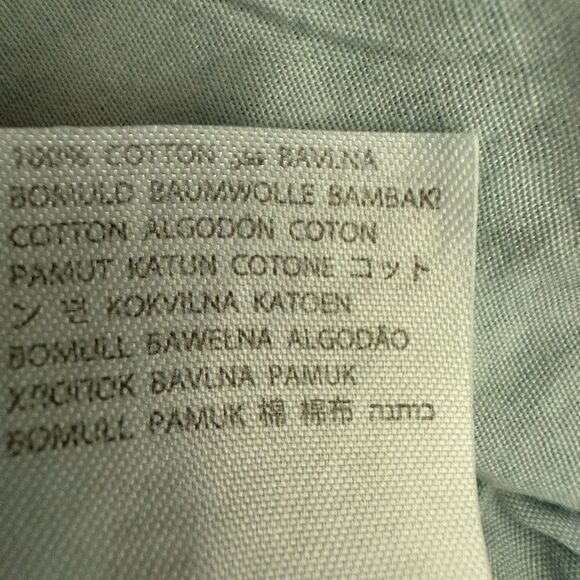 100% COTTON قطن BAVLNA
BOMULD BAUMWOLLE BAMBAKI
COTTON ALGODÓN COTON
PAMUT KATUN COTONE コット
ン 면 KOKVILNA KATOEN
BOMULL BAWEŁNA ALGODÃO
ХЛОПОК BAVLNA PAMUK
BOMULL PAMUK 棉 棉布 כותנה